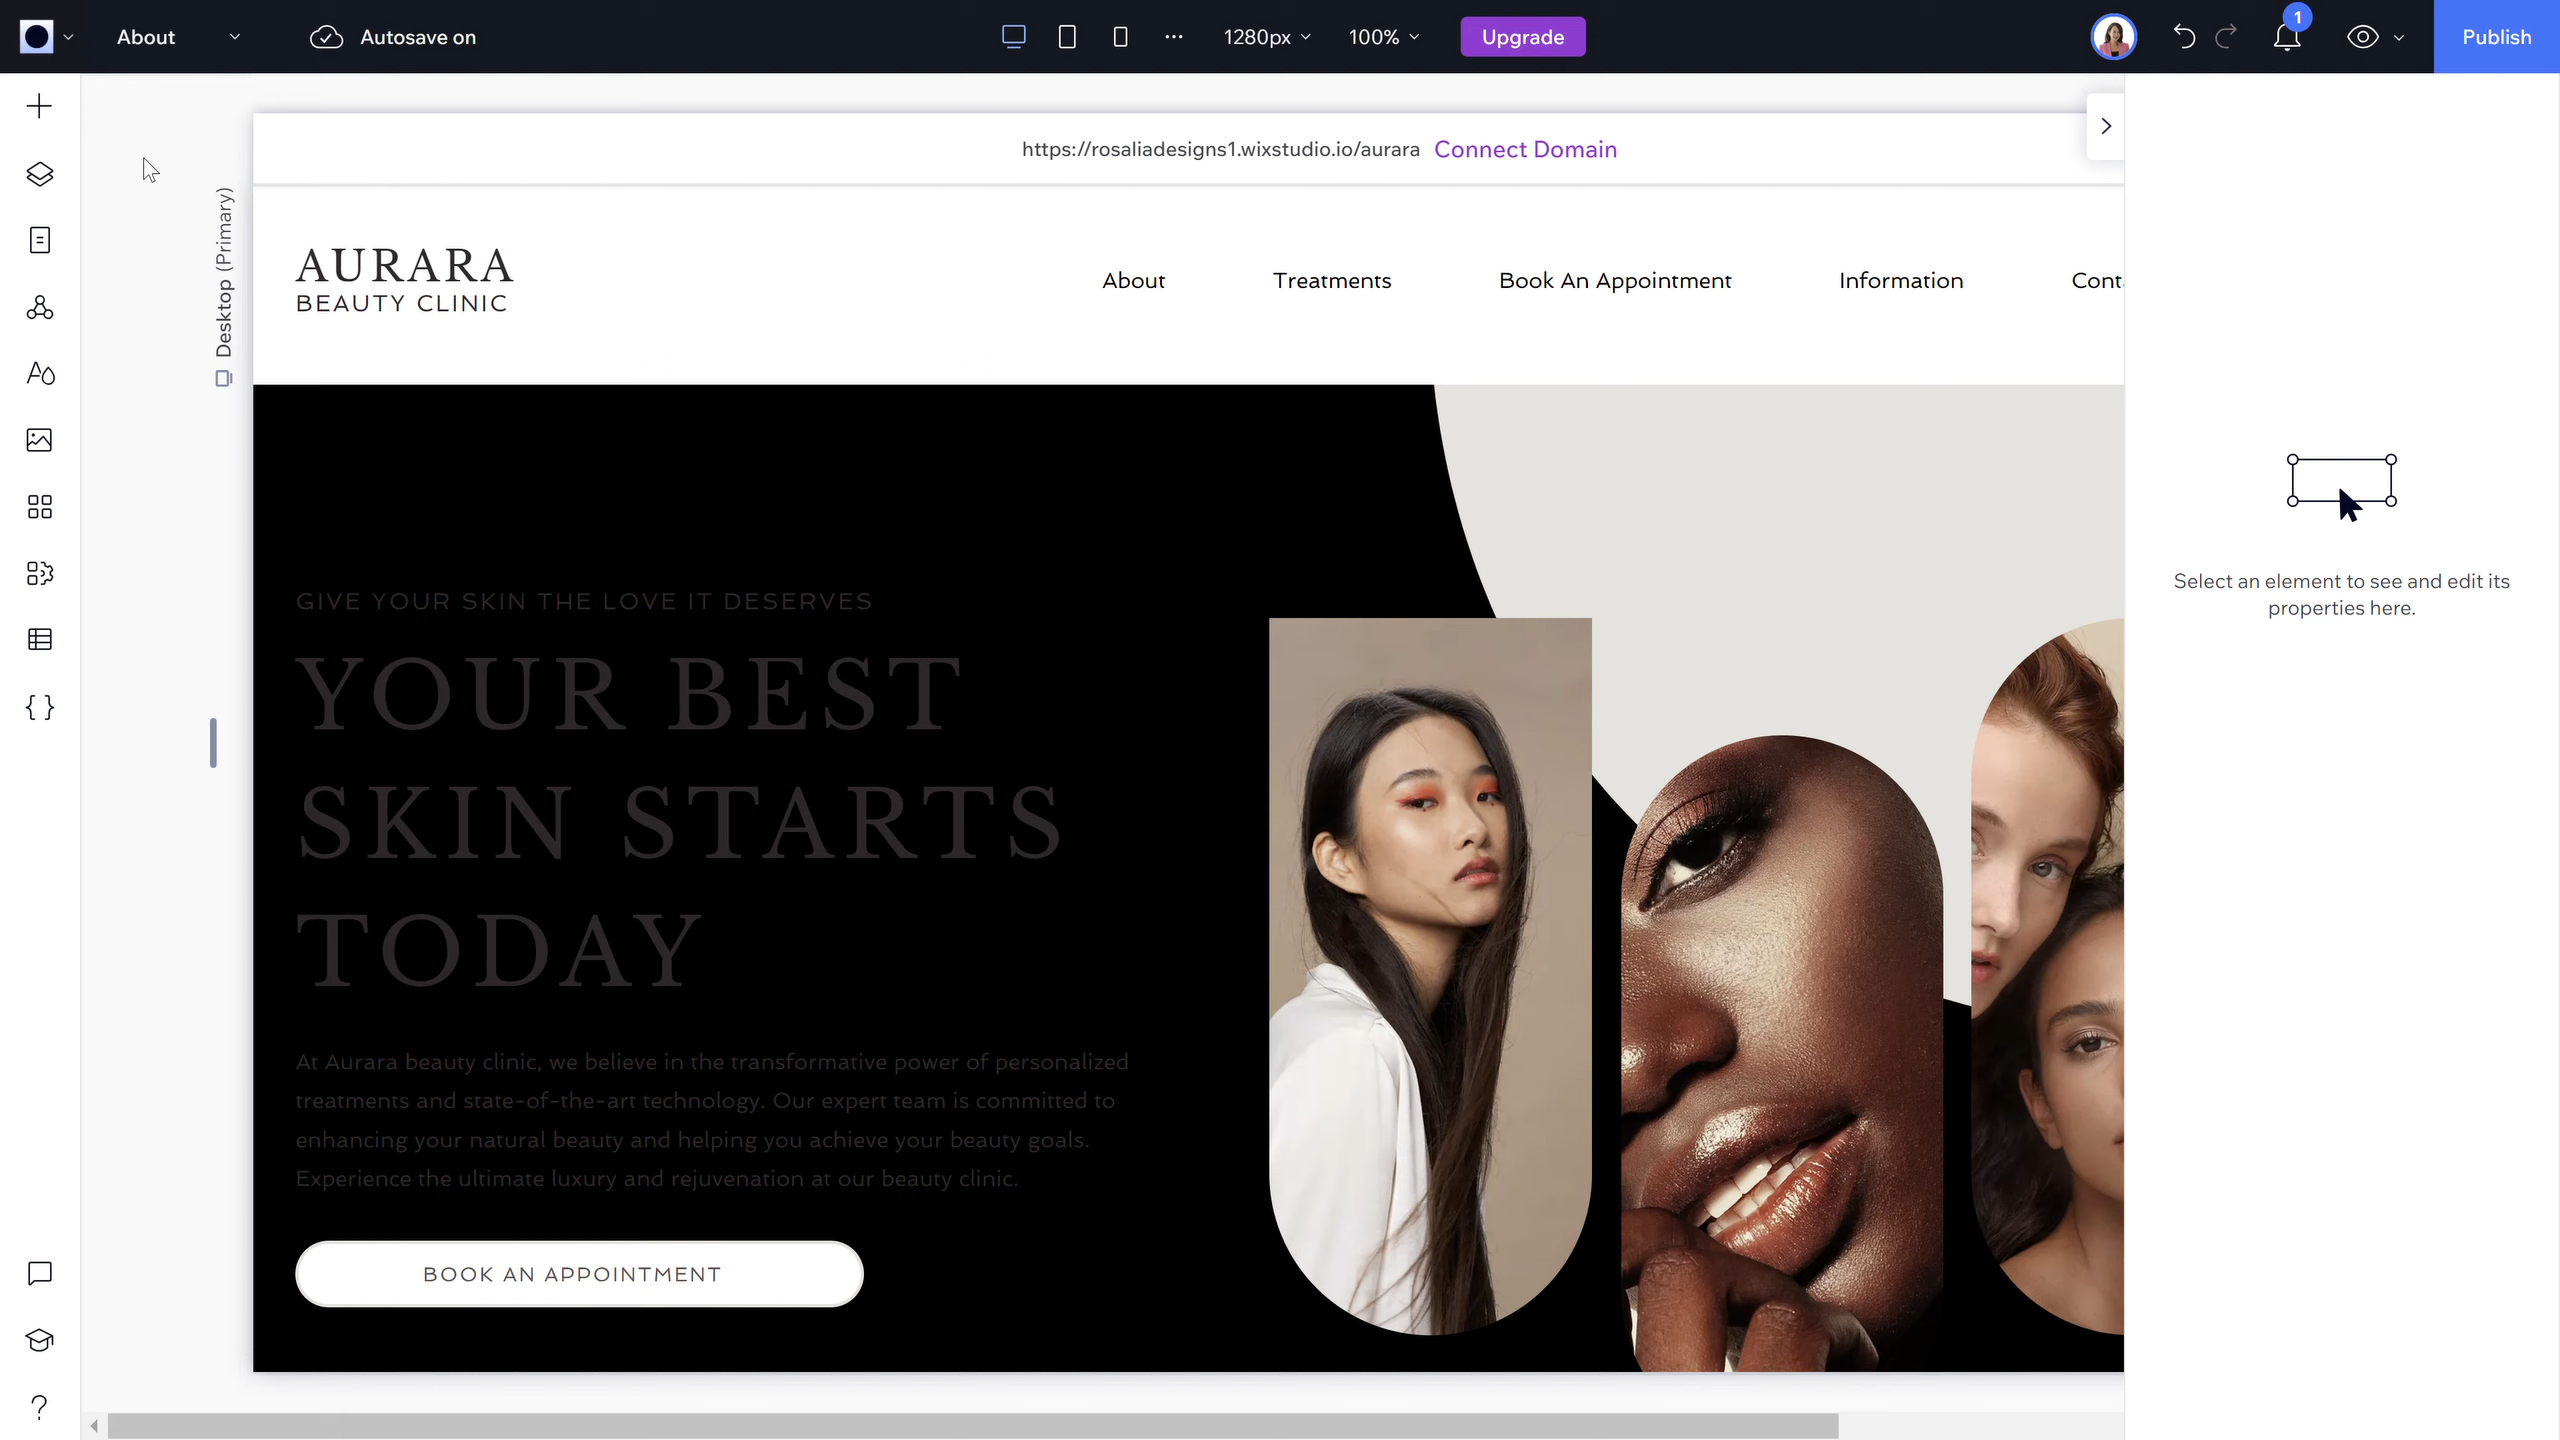 About
Autosave on
1280px
100%
Upgrade
1
Publish
https://rosaliadesigns1.wixstudio.io/aurara Connect Domain
Desktop (Primary)
AURARA
BEAUTY CLINIC
About
Treatments
Book An Appointment
Information
Cont
GIVE YOUR SKIN THE LOVE IT DESERVES
YOUR BEST
SKIN STARTS
TODAY
At Aurara beauty clinic, we believe in the transformative power of personalized
treatments and state-of-the-art technology. Our expert team is committed to
enhancing your natural beauty and helping you achieve your beauty goals.
Experience the ultimate luxury and rejuvenation at our beauty clinic.
BOOK AN APPOINTMENT
Select an element to see and edit its
properties here.